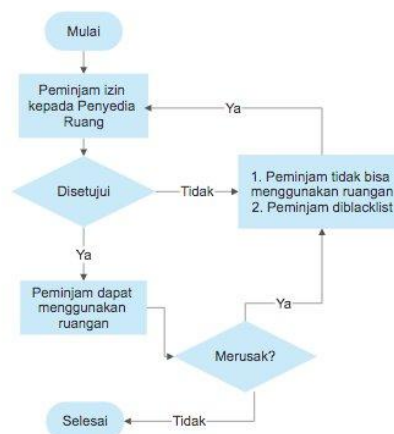 Mulai
Peminjam izin
kepada Penyedia
Ruang
Ya
Disetujui
Tidak
1. Peminjam tidak bisa
menggunakan ruangan
2. Peminjam diblacklist
Ya
Peminjam dapat
menggunakan
ruangan
Ya
Merusak?
Selesai
Tidak